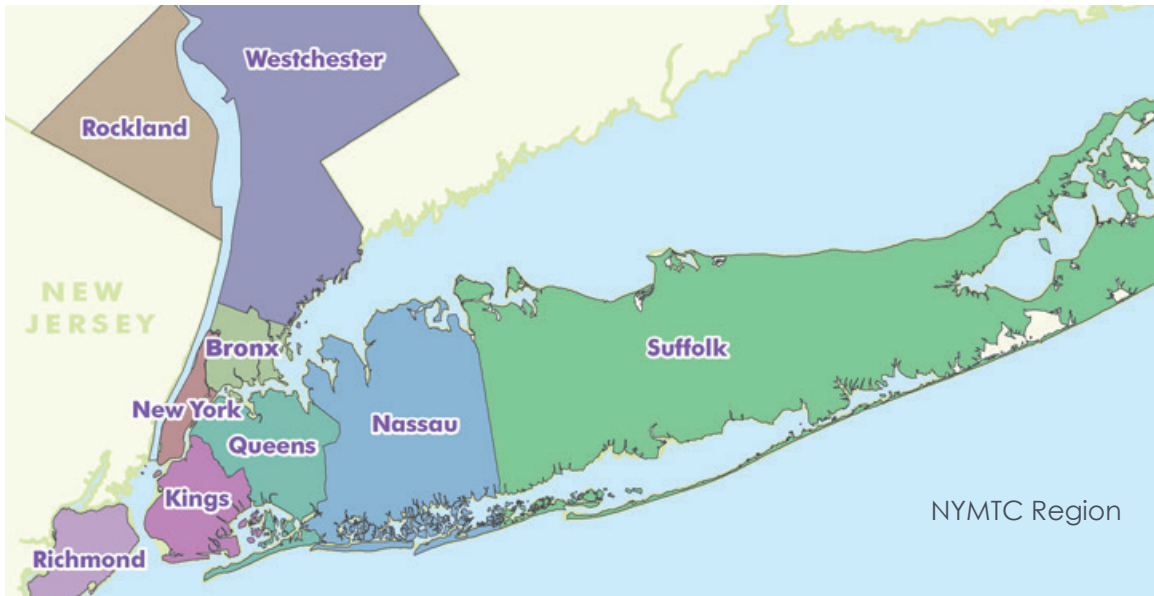 Westchester
Rockland
NEW
JERSEY
Bronx
Suffolk
New York
Nassau
Queens
Kings
NYMTC Region
Richmond